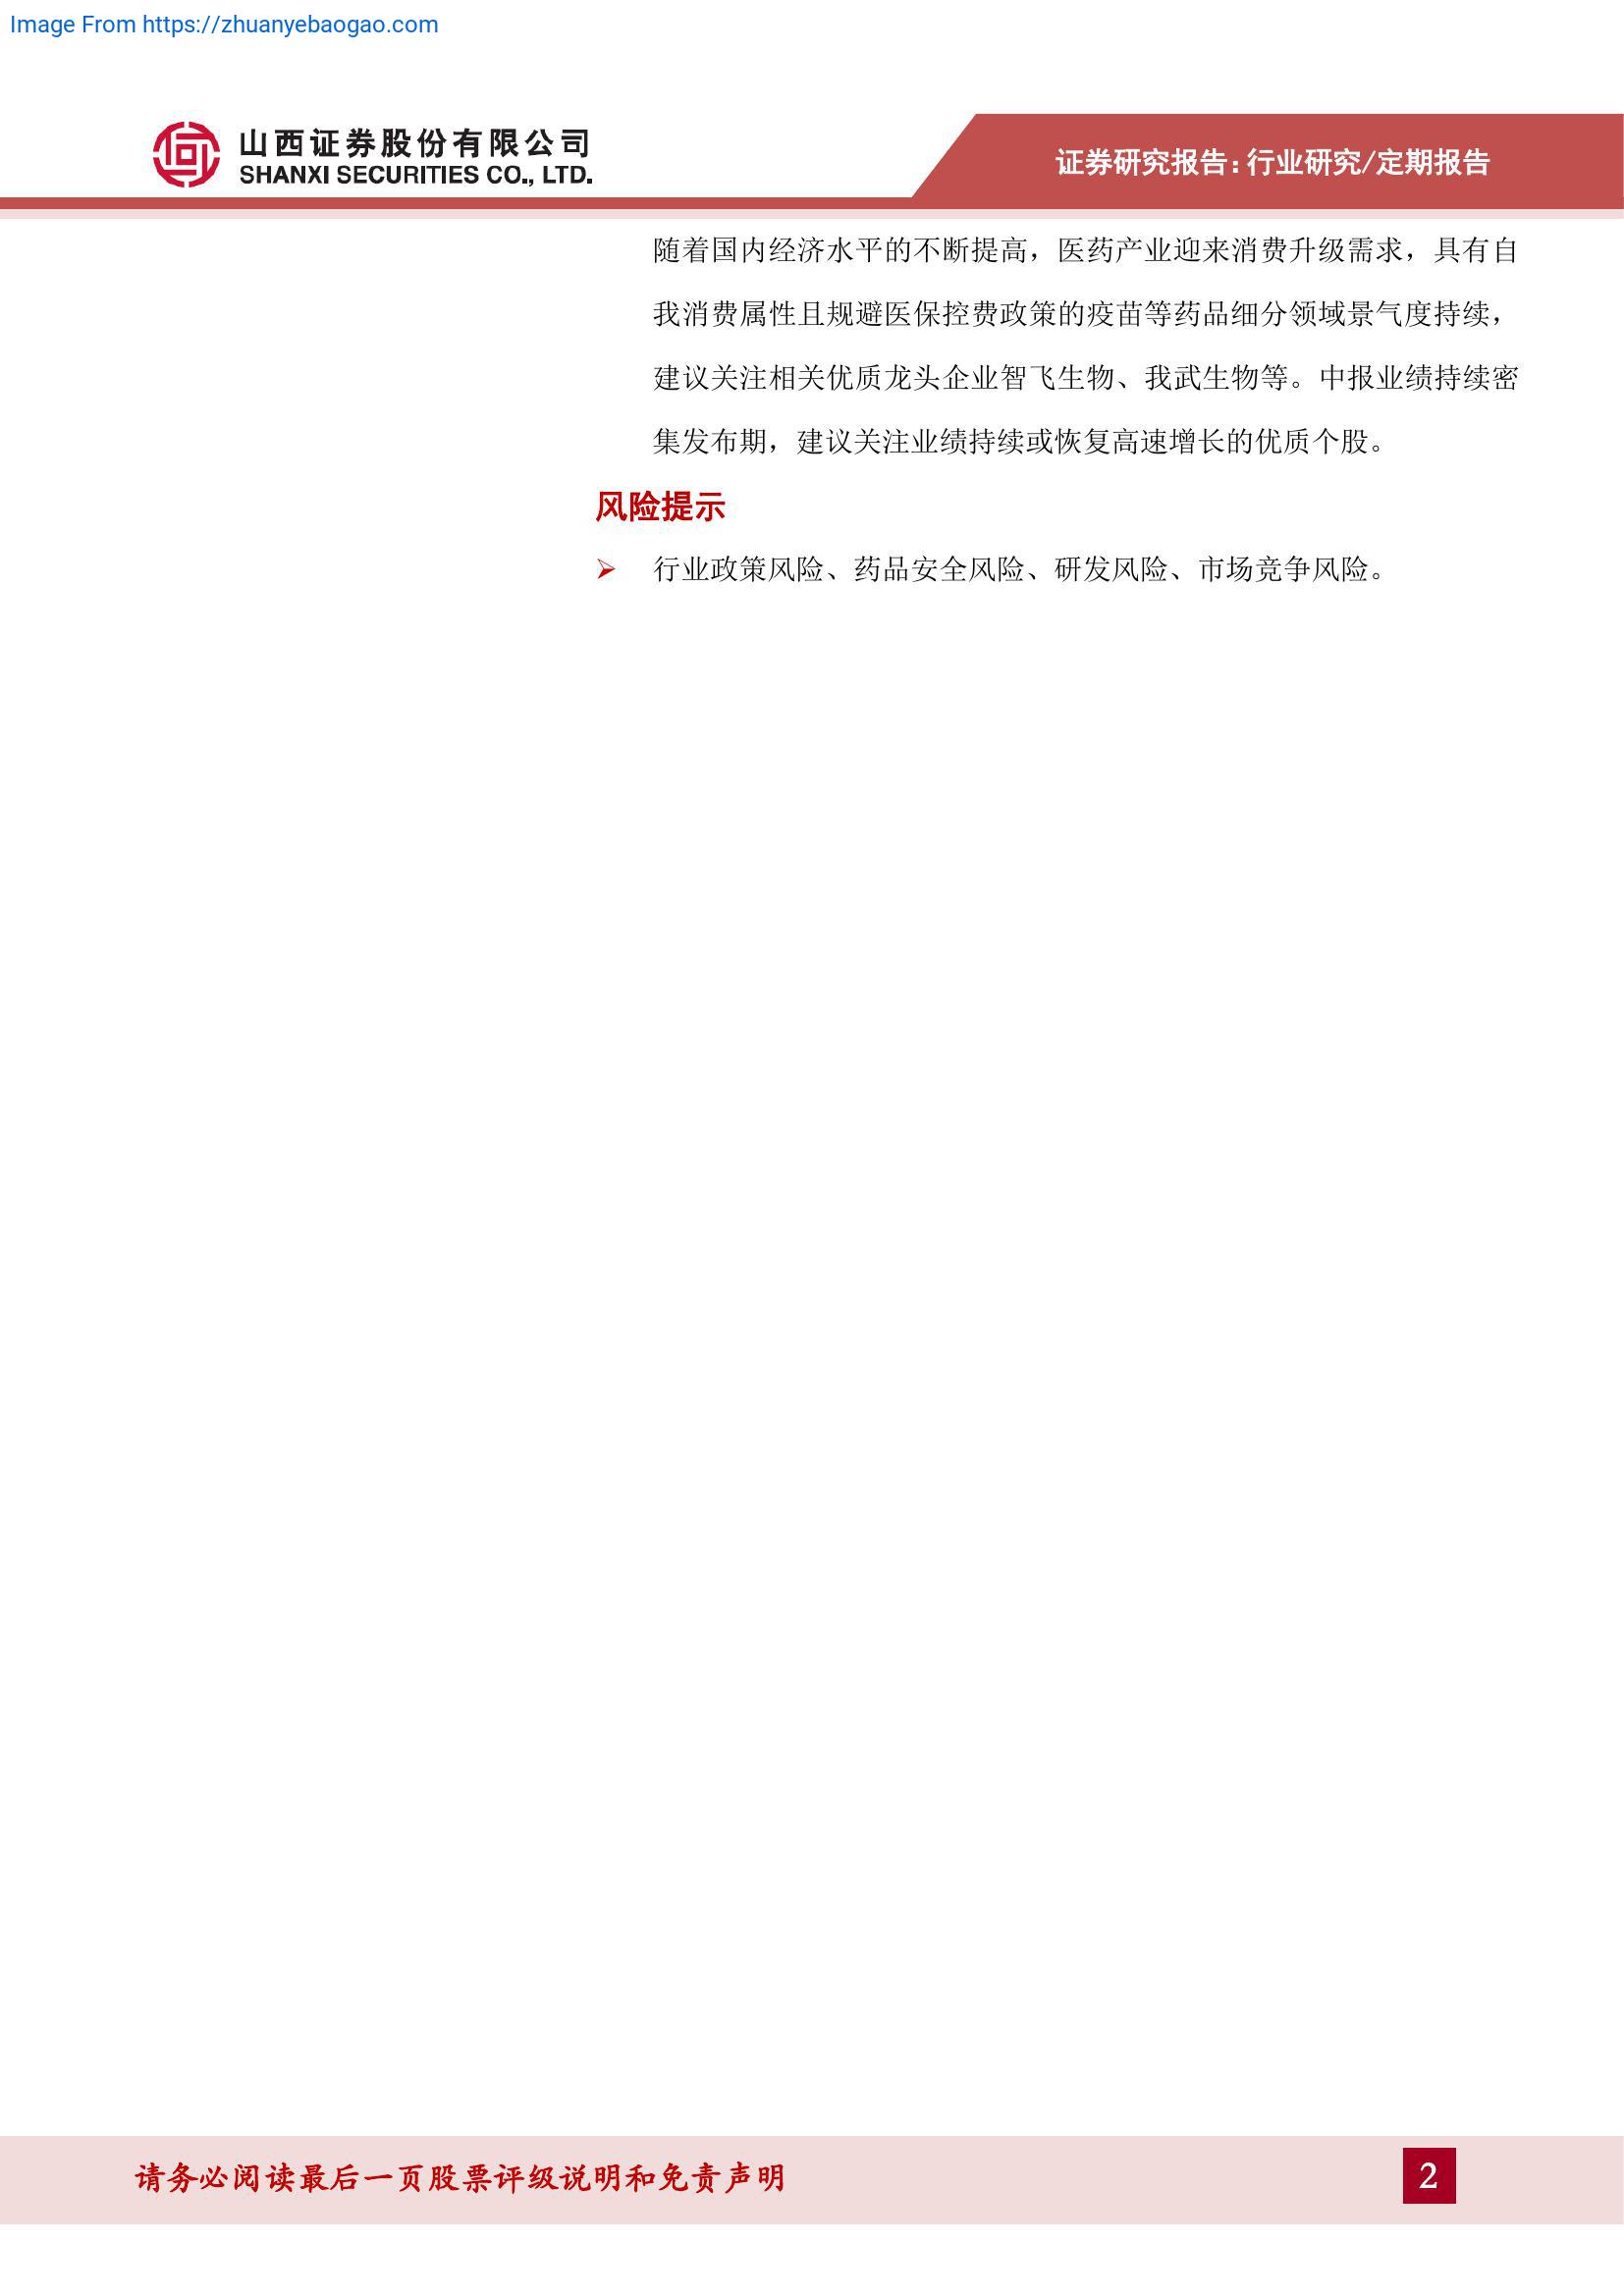 Image From https://zhuanyebaogao.com
山西证券股份有限公司
SHANXI SECURITIES CO., LTD.
证券研究报告：行业研究/定期报告
随着国内经济水平的不断提高，医药产业迎来消费升级需求，具有自
我消费属性且规避医保控费政策的疫苗等药品细分领域景气度持续，
建议关注相关优质龙头企业智飞生物、我武生物等。中报业绩持续密
集发布期，建议关注业绩持续或恢复高速增长的优质个股。
风险提示
➢ 行业政策风险、药品安全风险、研发风险、市场竞争风险。
请务必阅读最后一页股票评级说明和免责声明
2